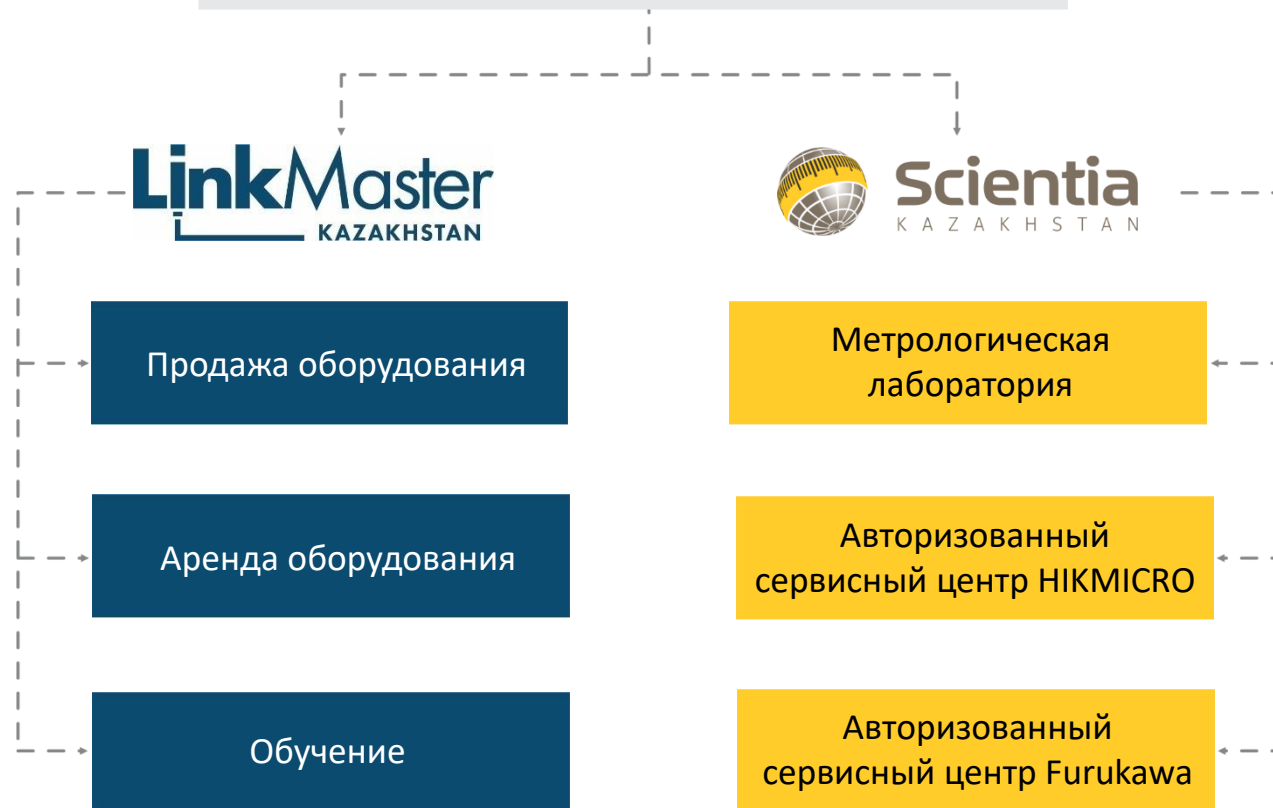 LinkMaster
KAZAKHSTAN
Scientia
KAZAKHSTAN
Продажа оборудования
Метрологическая
лаборатория
Аренда оборудования
Авторизованный
сервисный центр HIKMICRO
Обучение
Авторизованный
сервисный центр Furukawa